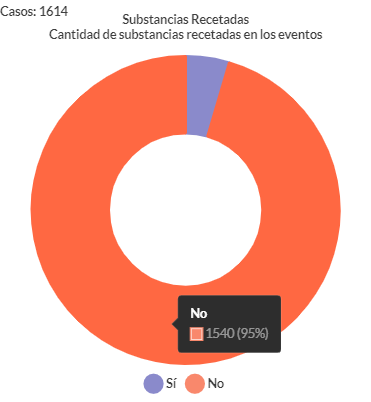 Casos: 1614
Substancias Recetadas
Cantidad de substancias recetadas en los eventos
No
1540 (95%)
Sí
No